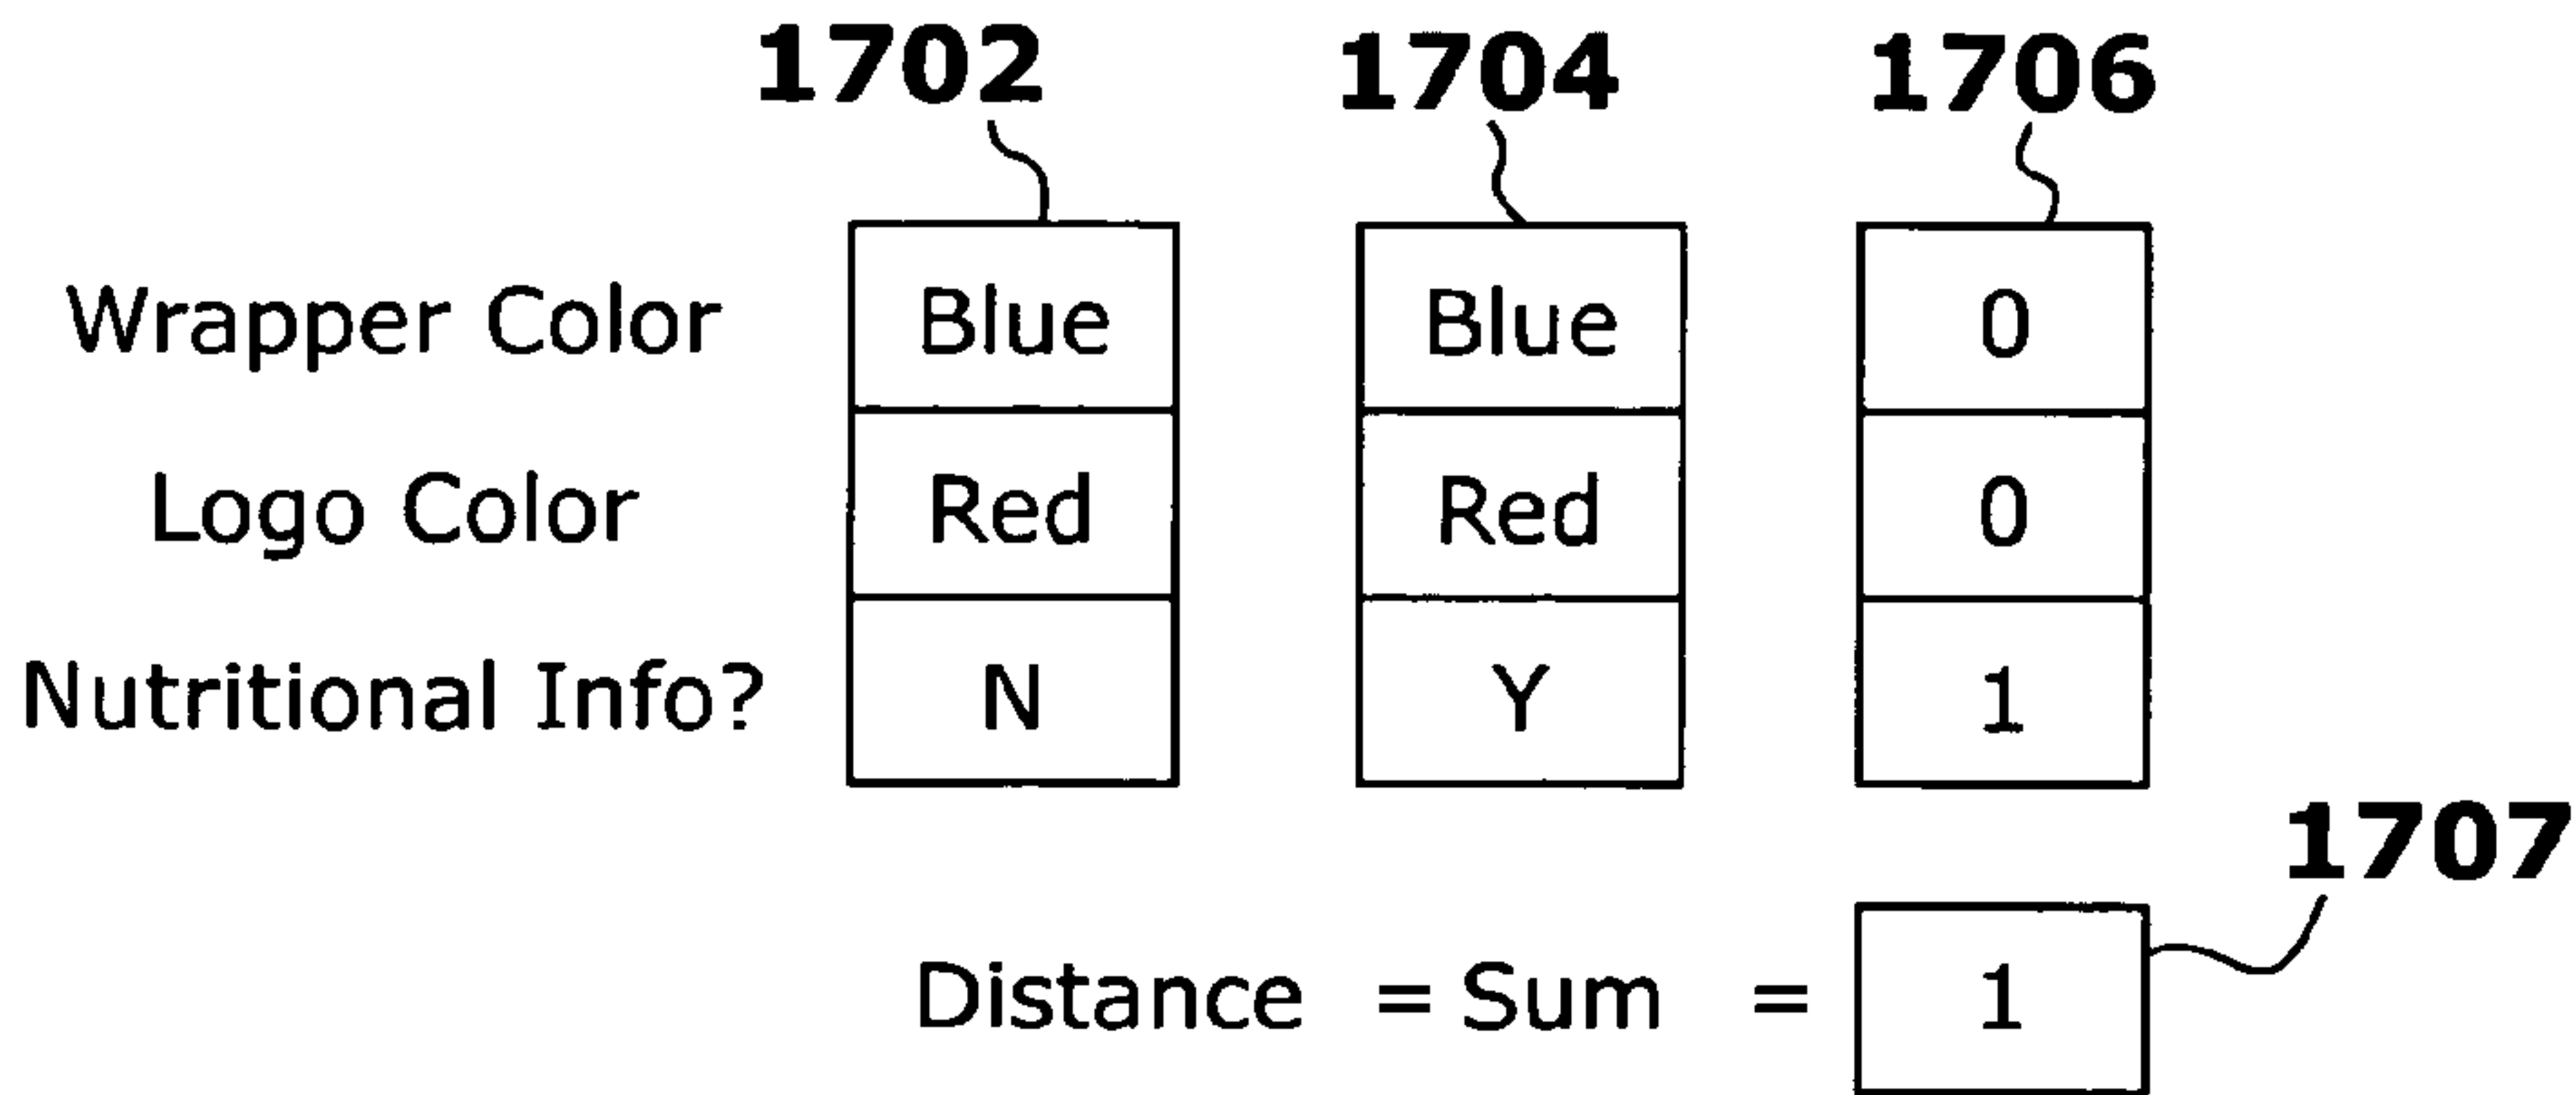 1702 1704 1706
Wrapper Color Blue Blue 0
Logo Color Red Red 0
Nutritional Info? N Y 1
1707
Distance = Sum = 1